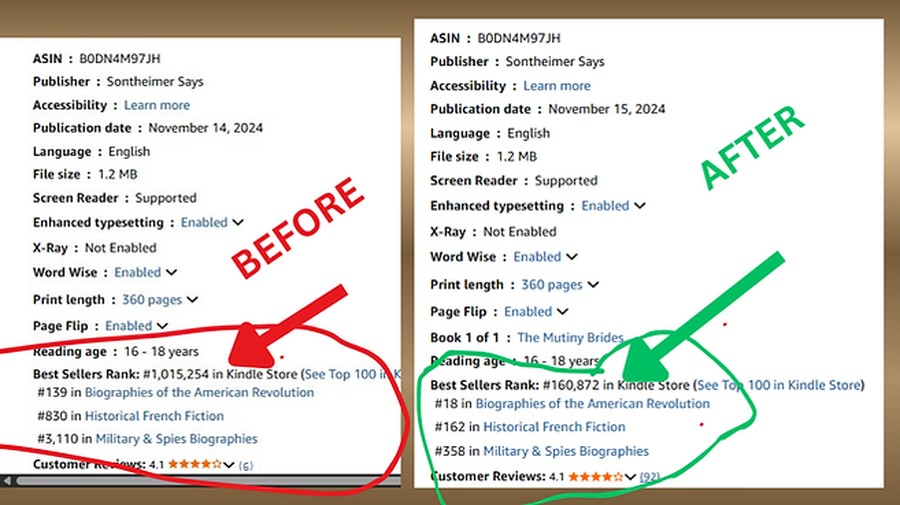 ASIN : B0DN4M97JH
Publisher : Sontheimer Says
Accessibility : Learn more
Publication date : November 14, 2024
Language : English
File size : 1.2 MB
Screen Reader : Supported
Enhanced typesetting : Enabled
X-Ray : Not Enabled
Word Wise : Enabled
Print length : 360 pages
Page Flip : Enabled
Reading age : 16 - 18 years
Best Sellers Rank: #1,015,254 in Kindle Store (See Top 100 in K
#139 in Biographies of the American Revolution
#830 in Historical French Fiction
#3,110 in Military & Spies Biographies
Customer Reviews: 4.1 (6)
BEFORE
ASIN : B0DN4M97JH
Publisher : Sontheimer Says
Accessibility : Learn more
Publication date : November 15, 2024
Language : English
File size : 1.2 MB
Screen Reader : Supported
Enhanced typesetting : Enabled
X-Ray : Not Enabled
Word Wise : Enabled
Print length : 360 pages
Page Flip : Enabled
Book 1 of 1 : The Mutiny Brides
Reading age : 16 - 18 years
Best Sellers Rank: #160,872 in Kindle Store (See Top 100 in Kindle Store)
#18 in Biographies of the American Revolution
#162 in Historical French Fiction
#358 in Military & Spies Biographies
Customer Reviews: 4.1 (92)
AFTER